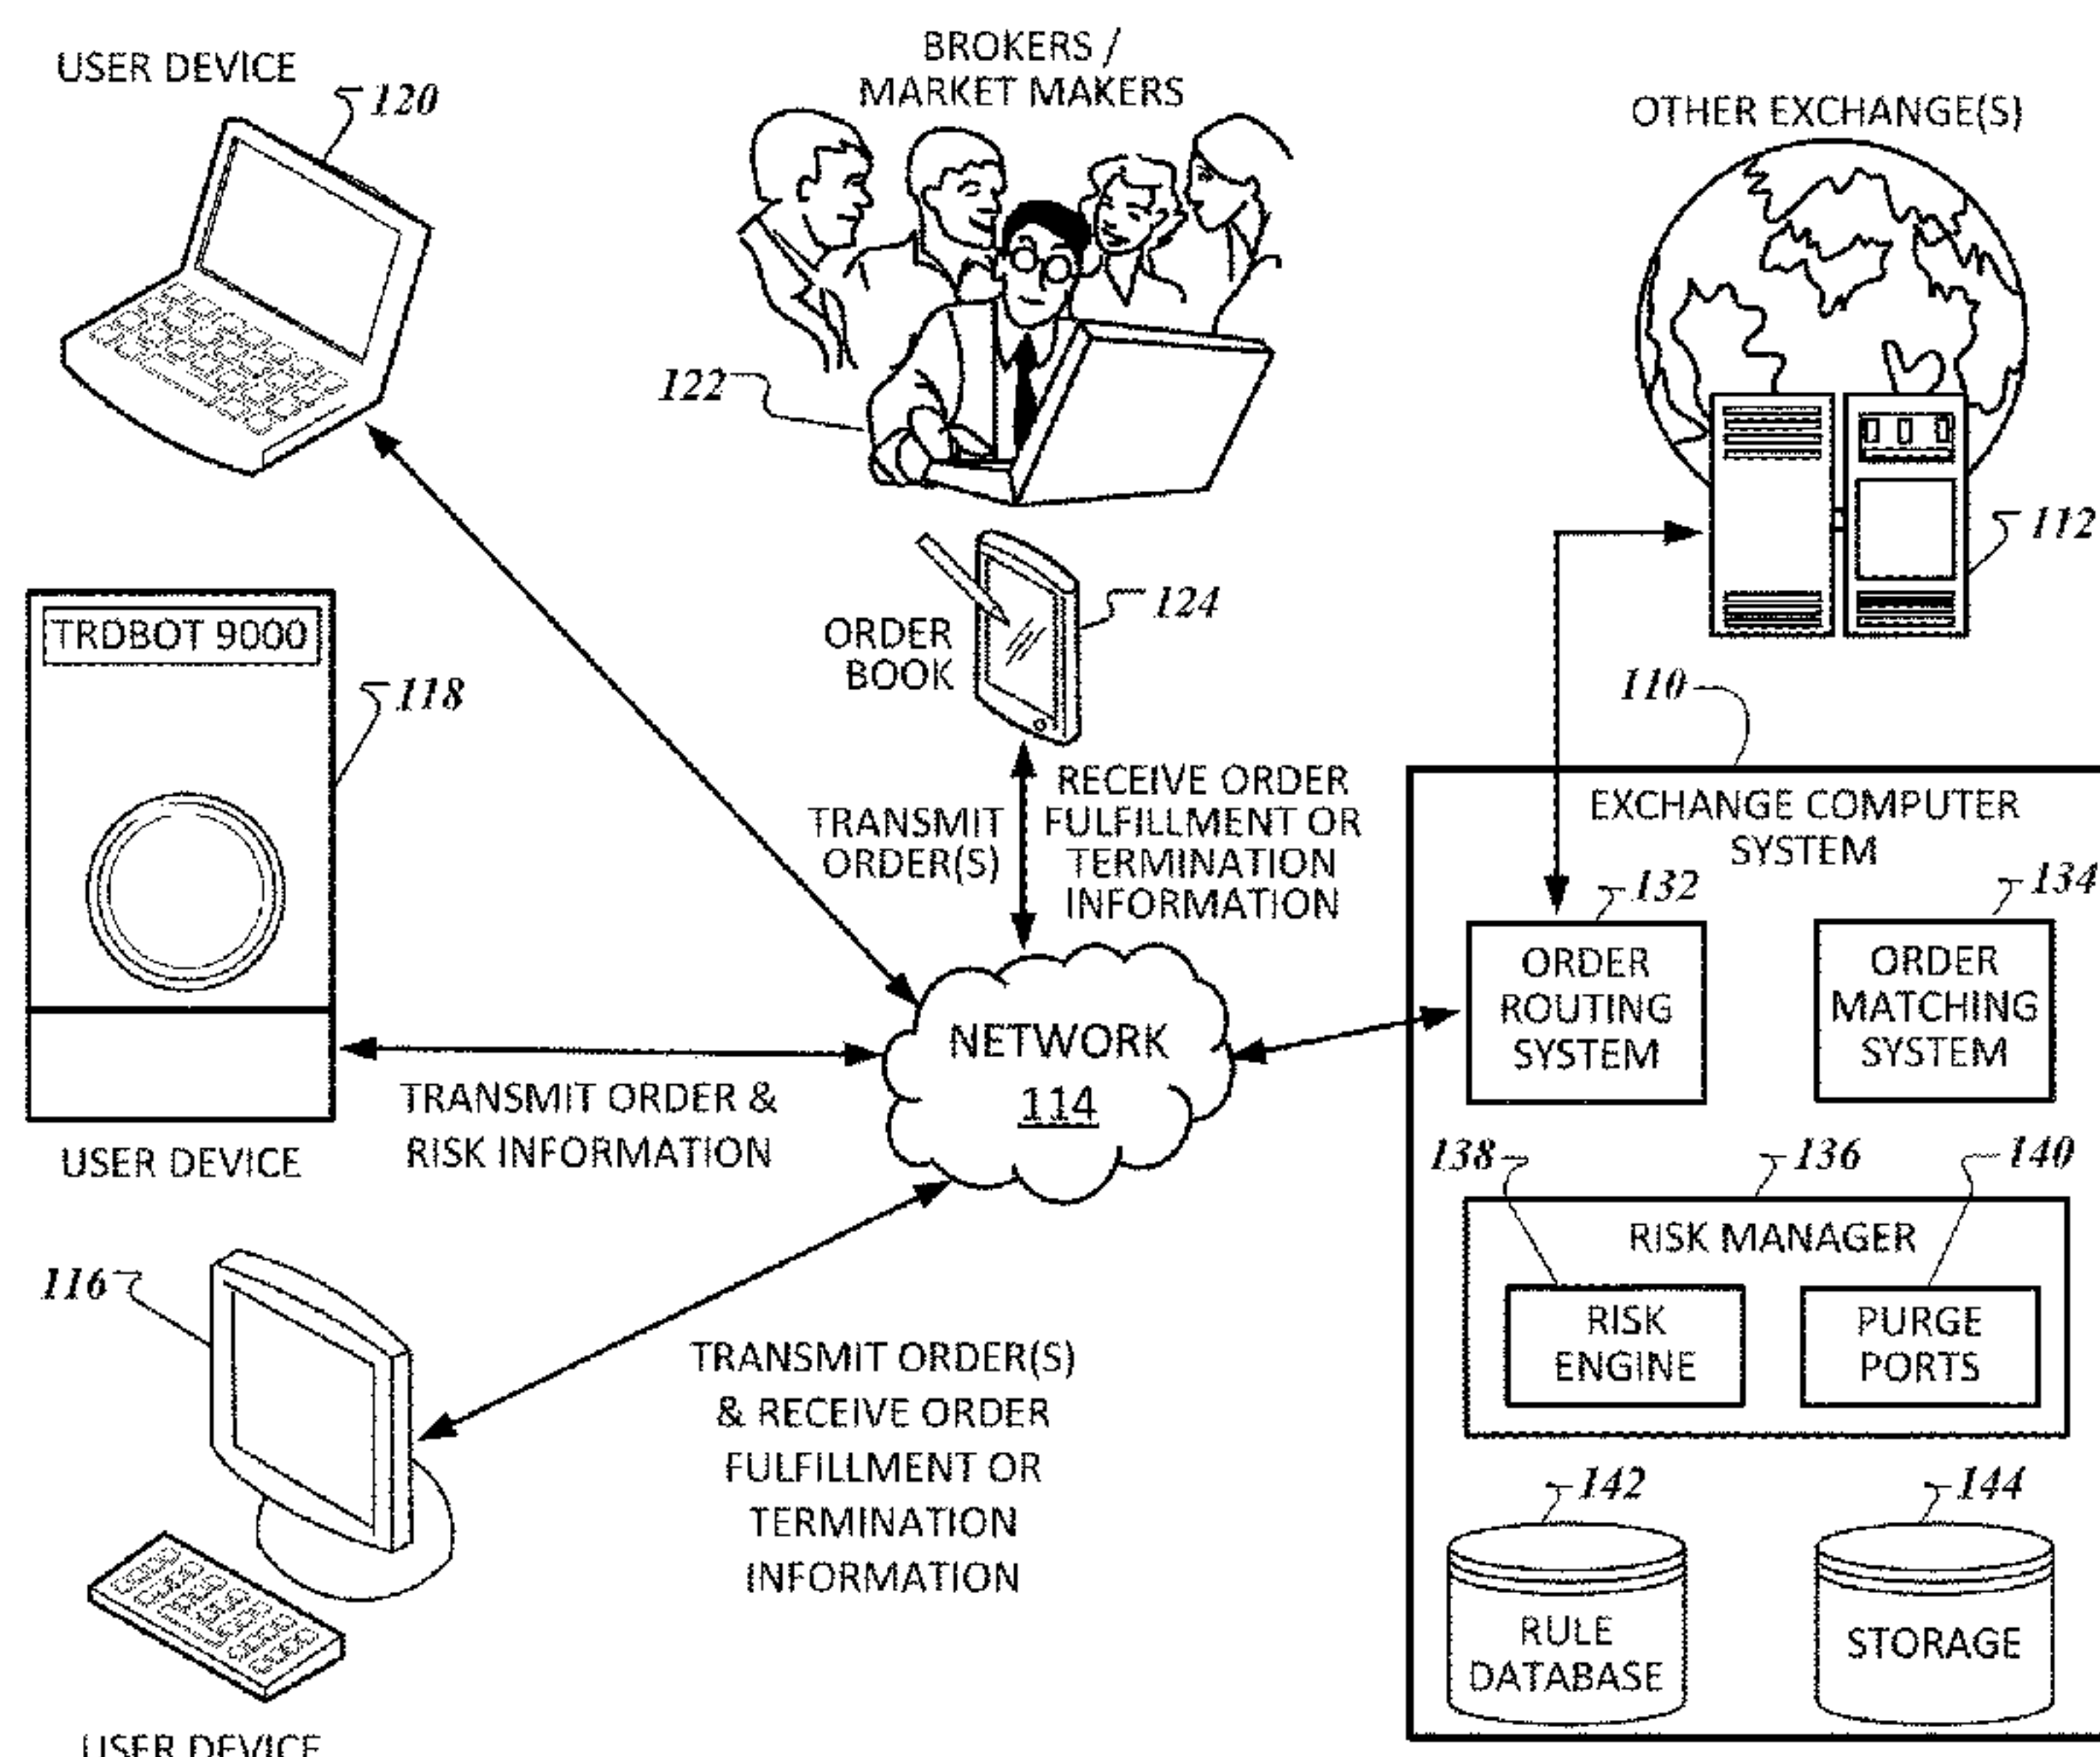 USER DEVICE
120
BROKERS /
MARKET MAKERS
122
OTHER EXCHANGE(S)
112
TRDBOT 9000
118
USER DEVICE
ORDER
BOOK
124
TRANSMIT
ORDER(S)
RECEIVE ORDER
FULFILLMENT OR
TERMINATION
INFORMATION
TRANSMIT ORDER &
RISK INFORMATION
NETWORK
114
116
TRANSMIT ORDER(S)
& RECEIVE ORDER
FULFILLMENT OR
TERMINATION
INFORMATION
USER DEVICE
110
EXCHANGE COMPUTER
SYSTEM
132
ORDER
ROUTING
SYSTEM
134
ORDER
MATCHING
SYSTEM
138
136
140
RISK MANAGER
RISK
ENGINE
PURGE
PORTS
142
RULE
DATABASE
144
STORAGE